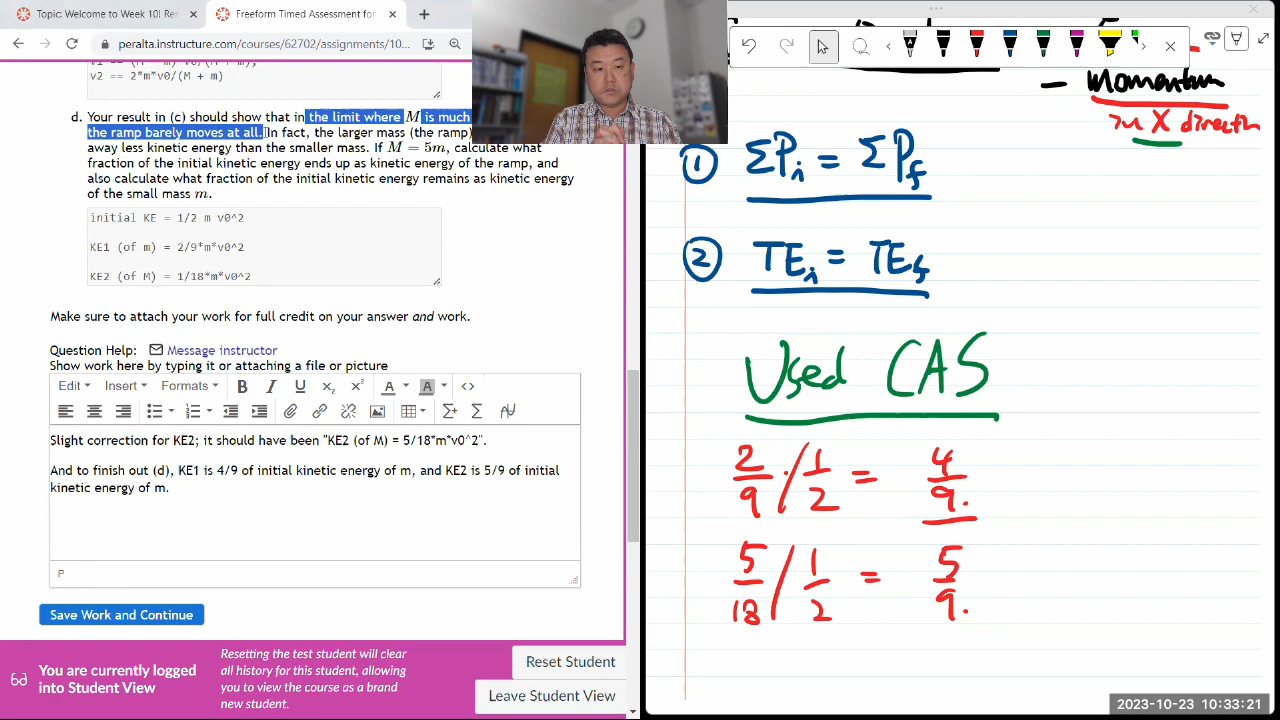 Topic: Welcome to Week 10! Re
Freeform Timed Assessment for
peralta.instructure.com/courses/62702/assignments/10...
v2 == 2*m*v0/(M + m)
d. Your result in (c) should show that in the limit where M is much
the ramp barely moves at all. In fact, the larger mass (the ramp)
away less kinetic energy than the smaller mass. If M = 5m, calculate what
fraction of the initial kinetic energy ends up as kinetic energy of the ramp, and
also calculate what fraction of the initial kinetic energy remains as kinetic energy
of the small mass m.
initial KE = 1/2 m v0^2
KE1 (of m) = 2/9*m*v0^2
KE2 (of M) = 1/18*m*v0^2
Make sure to attach your work for full credit on your answer and work.
Question Help: Message instructor
Show work here by typing it or attaching a file or picture
Edit Insert Formats B I U x₂ x² A A <>
Slight correction for KE2; it should have been "KE2 (of M) = 5/18*m*v0^2".
And to finish out (d), KE1 is 4/9 of initial kinetic energy of m, and KE2 is 5/9 of initial
kinetic energy of m.
P
Save Work and Continue
You are currently logged
into Student View
Resetting the test student will clear
all history for this student, allowing
you to view the course as a brand
new student.
Reset Student
Leave Student View
- Momentum
in X direction
① ΣPi = ΣPf
② TEi = TEf
Used CAS
2/9 / 1/2 = 4/9.
5/18 / 1/2 = 5/9.
2023-10-23 10:33:21